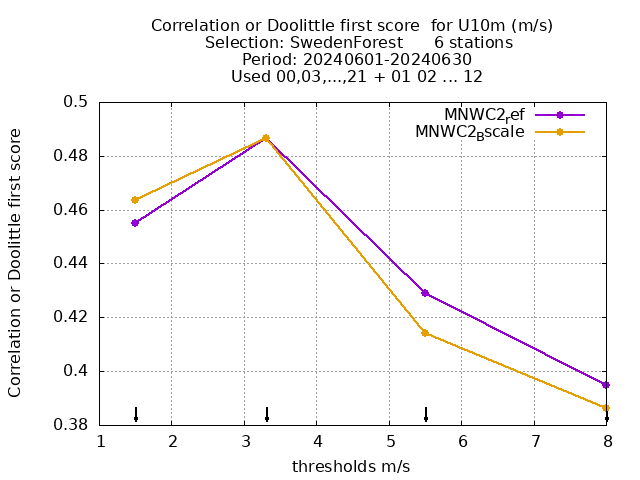 Correlation or Doolittle first score  for U10m (m/s)
Selection: SwedenForest      6 stations
Period: 20240601-20240630
Used 00,03,...,21 + 01 02 ... 12
MNWC2ref
MNWC2Bscale
Correlation or Doolittle first score
0.5
0.48
0.46
0.44
0.42
0.4
0.38
1 2 3 4 5 6 7 8
thresholds m/s